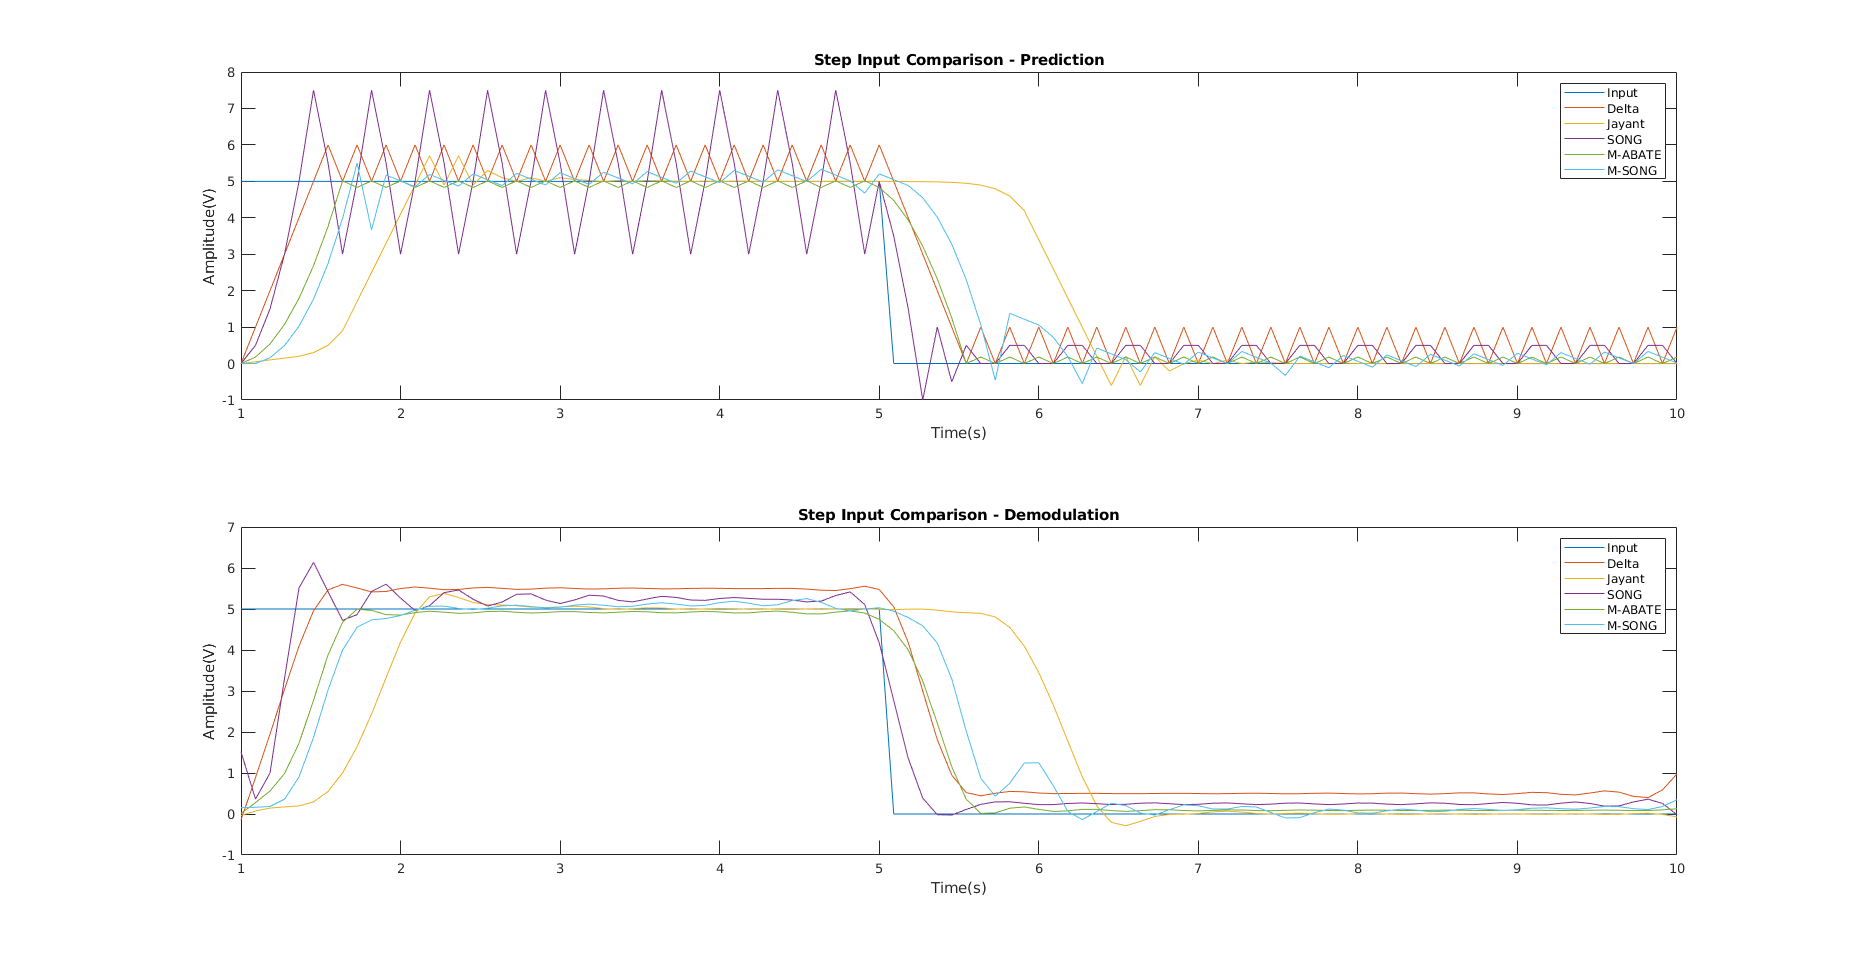 Step Input Comparison - Prediction
8
7
6
5
4
3
2
1
0
-1
Amplitude(V)
1 2 3 4 5 6 7 8 9 10
Time(s)
Input
Delta
Jayant
SONG
M-ABATE
M-SONG
Step Input Comparison - Demodulation
7
6
5
4
3
2
1
0
-1
Amplitude(V)
1 2 3 4 5 6 7 8 9 10
Time(s)
Input
Delta
Jayant
SONG
M-ABATE
M-SONG